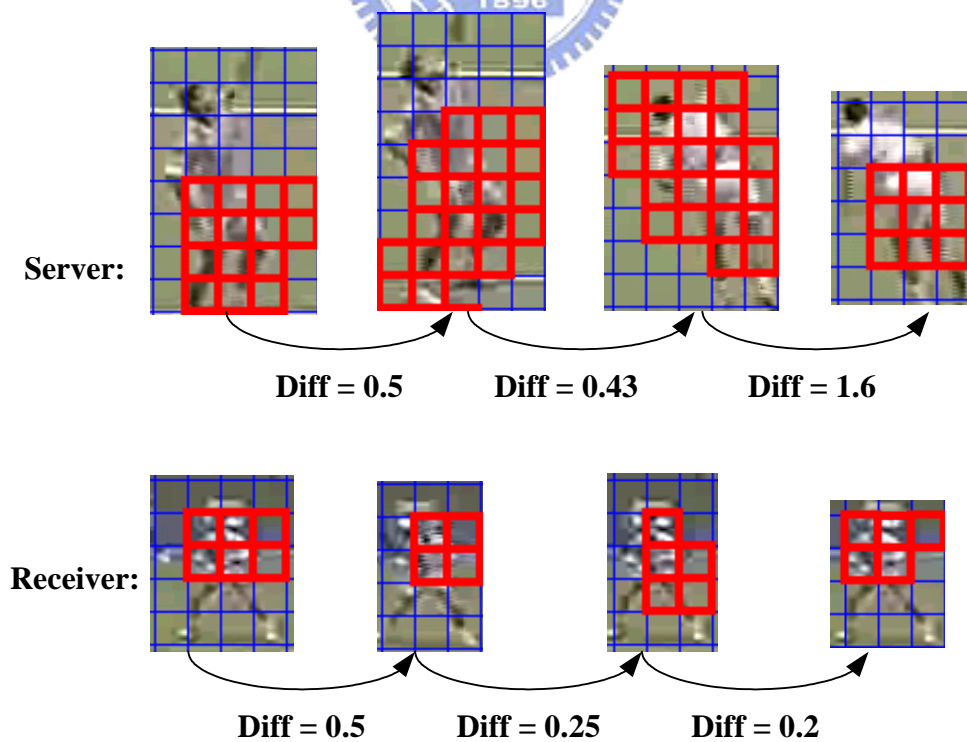 1896
Server:
Diff = 0.5
Diff = 0.43
Diff = 1.6
Receiver:
Diff = 0.5
Diff = 0.25
Diff = 0.2